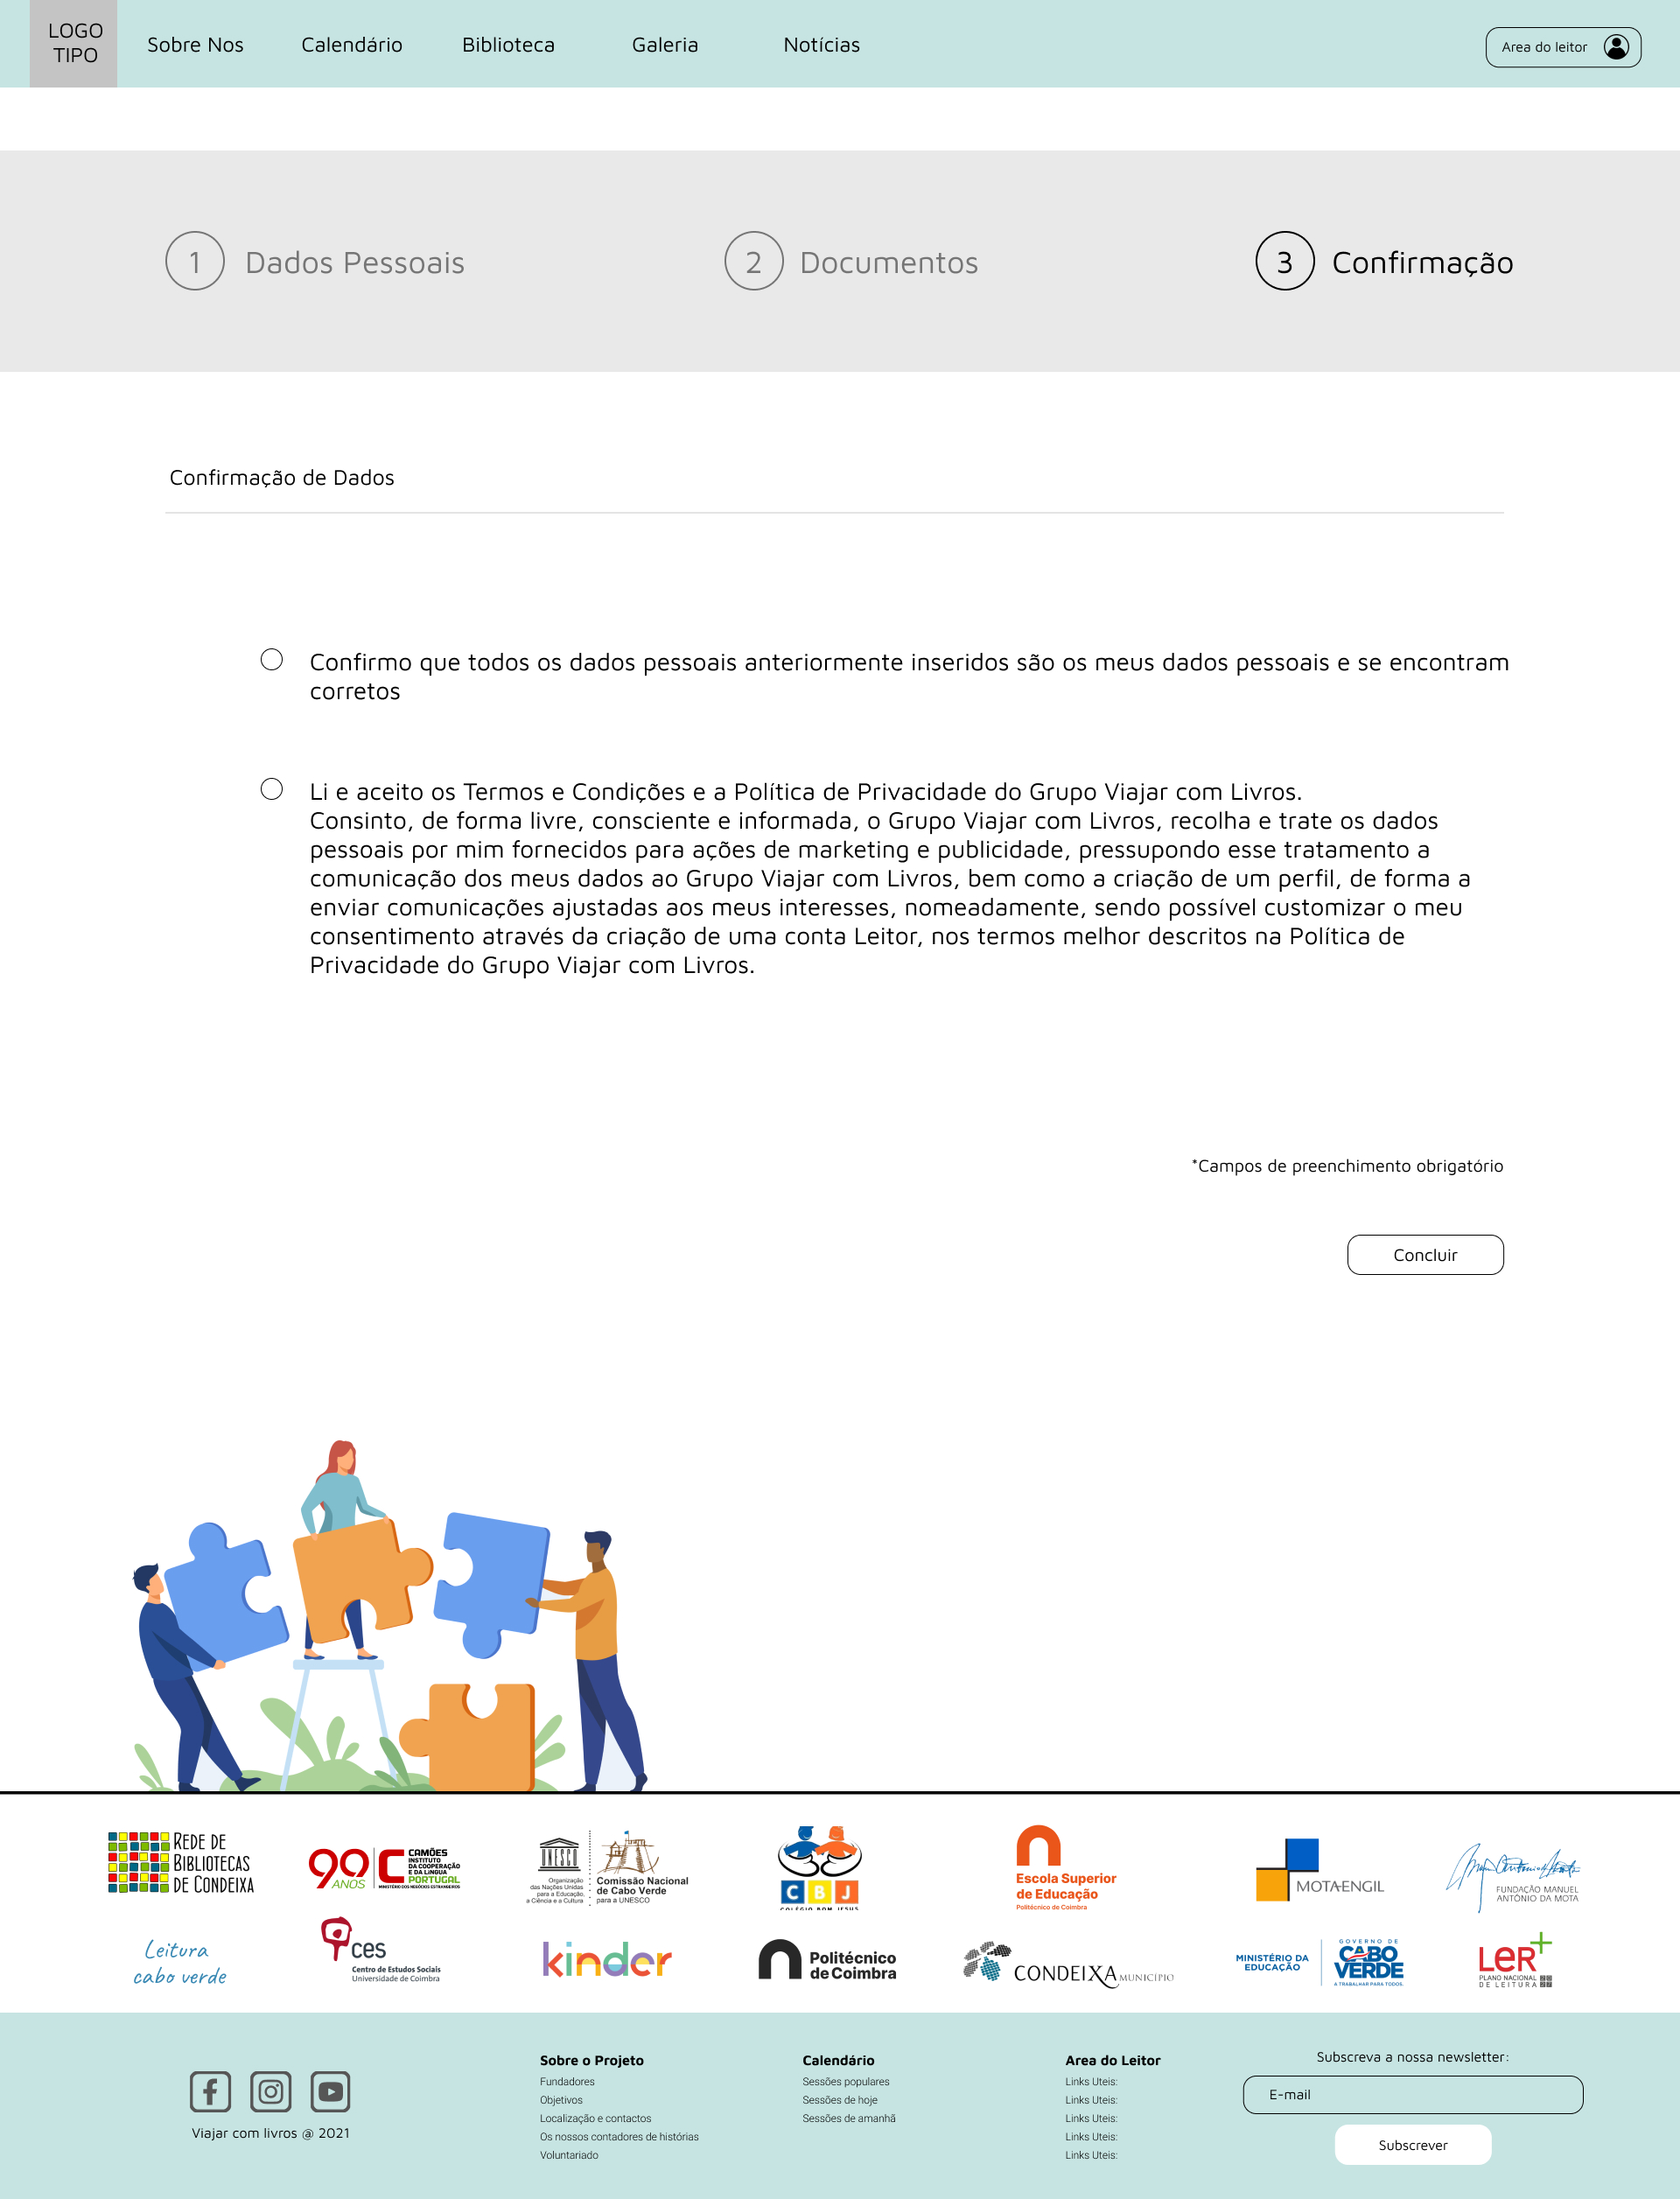 LOGO
TIPO
Sobre Nos
Calendário
Biblioteca
Galeria
Notícias
Area do leitor
1
Dados Pessoais
2
Documentos
3
Confirmação
Confirmação de Dados
Confirmo que todos os dados pessoais anteriormente inseridos são os meus dados pessoais e se encontram
corretos
Li e aceito os Termos e Condições e a Política de Privacidade do Grupo Viajar com Livros.
Consinto, de forma livre, consciente e informada, o Grupo Viajar com Livros, recolha e trate os dados
pessoais por mim fornecidos para ações de marketing e publicidade, pressupondo esse tratamento a
comunicação dos meus dados ao Grupo Viajar com Livros, bem como a criação de um perfil, de forma a
enviar comunicações ajustadas aos meus interesses, nomeadamente, sendo possível customizar o meu
consentimento através da criação de uma conta Leitor, nos termos melhor descritos na Política de
Privacidade do Grupo Viajar com Livros.
*Campos de preenchimento obrigatório
Concluir
REDE DE
BIBLIOTECAS
DE CONDEIXA
90
ANOS
CAMÕES
INSTITUTO
DA COOPERAÇÃO
E DA LÍNGUA
PORTUGAL
MINISTÉRIO DOS NEGÓCIOS ESTRANGEIROS
UNESCO
Organização
das Nações Unidas
para a Educação,
a Ciência e a Cultura
Comissão Nacional
de Cabo Verde
para a UNESCO
CBJ
COLÉGIO BOM JESUS
Escola Superior
de Educação
Politécnico de Coimbra
MOTA-ENGIL
FUNDAÇÃO MANUEL
ANTÓNIO DA MOTA
Leitura
cabo verde
ces
Centro de Estudos Sociais
Universidade de Coimbra
kinder
Politécnico
de Coimbra
CONDEIXA MUNICIPIO
MINISTÉRIO DA
EDUCAÇÃO
GOVERNO DE
CABO
VERDE
A TRABALHAR PARA TODOS.
LeR+
PLANO NACIONAL
DE LEITURA
Viajar com livros @ 2021
Sobre o Projeto
Fundadores
Objetivos
Localização e contactos
Os nossos contadores de histórias
Voluntariado
Calendário
Sessões populares
Sessões de hoje
Sessões de amanhã
Area do Leitor
Links Uteis:
Links Uteis:
Links Uteis:
Links Uteis:
Links Uteis:
Subscreva a nossa newsletter:
E-mail
Subscrever